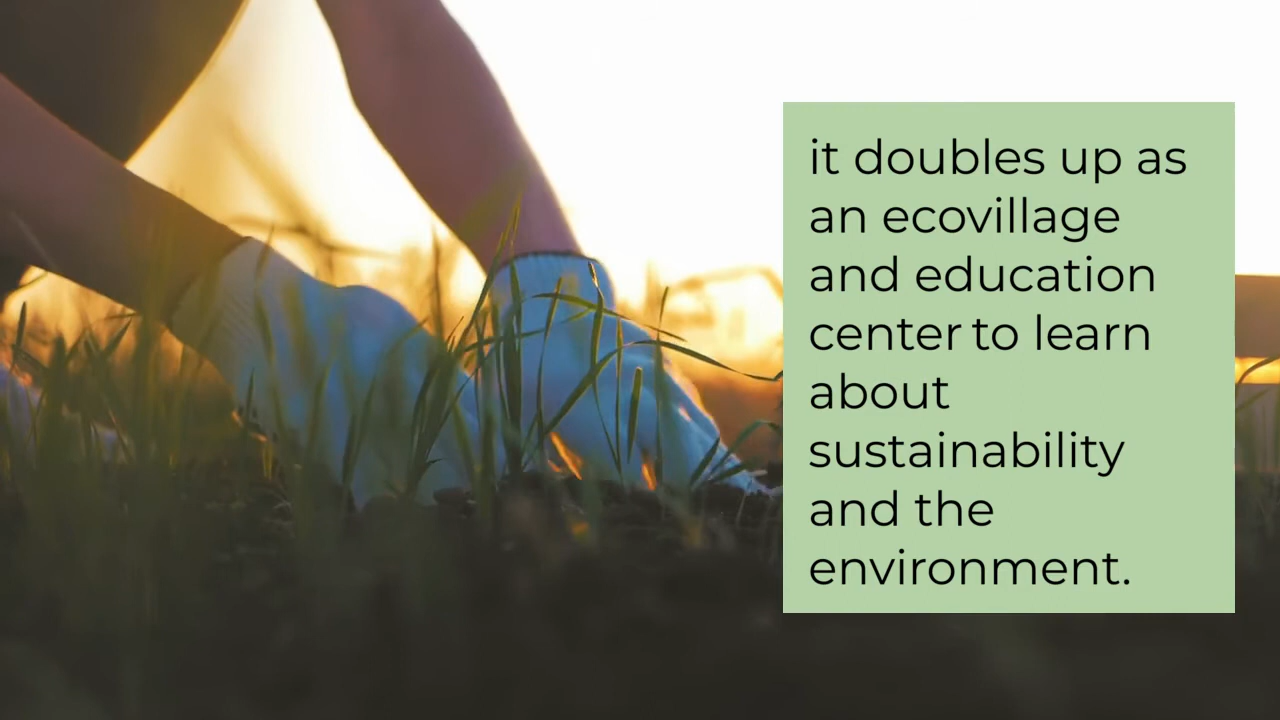 it doubles up as
an ecovillage
and education
center to learn
about
sustainability
and the
environment.